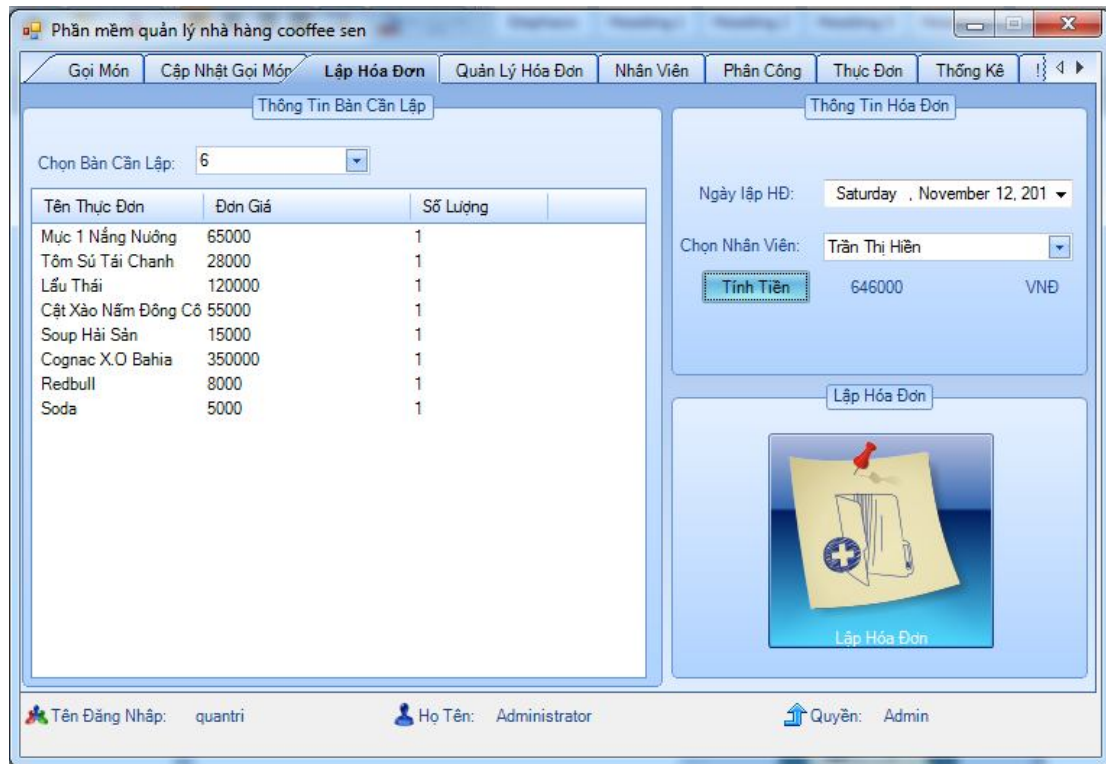 Phần mềm quản lý nhà hàng cooffee sen
Gọi Món Cập Nhật Gọi Món Lập Hóa Đơn Quản Lý Hóa Đơn Nhân Viên Phân Công Thực Đơn Thống Kê
Thông Tin Bàn Cần Lập
Chọn Bàn Cần Lập: 6
Tên Thực Đơn Đơn Giá Số Lượng
Mực 1 Nắng Nướng 65000 1
Tôm Sú Tái Chanh 28000 1
Lẩu Thái 120000 1
Cật Xào Nấm Đông Cô 55000 1
Soup Hải Sản 15000 1
Cognac X.O Bahia 350000 1
Redbull 8000 1
Soda 5000 1
Thông Tin Hóa Đơn
Ngày lập HĐ: Saturday , November 12, 201
Chọn Nhân Viên: Trần Thị Hiền
Tính Tiền 646000 VNĐ
Lập Hóa Đơn
Lập Hóa Đơn
Tên Đăng Nhâp: quantri Họ Tên: Administrator Quyền: Admin